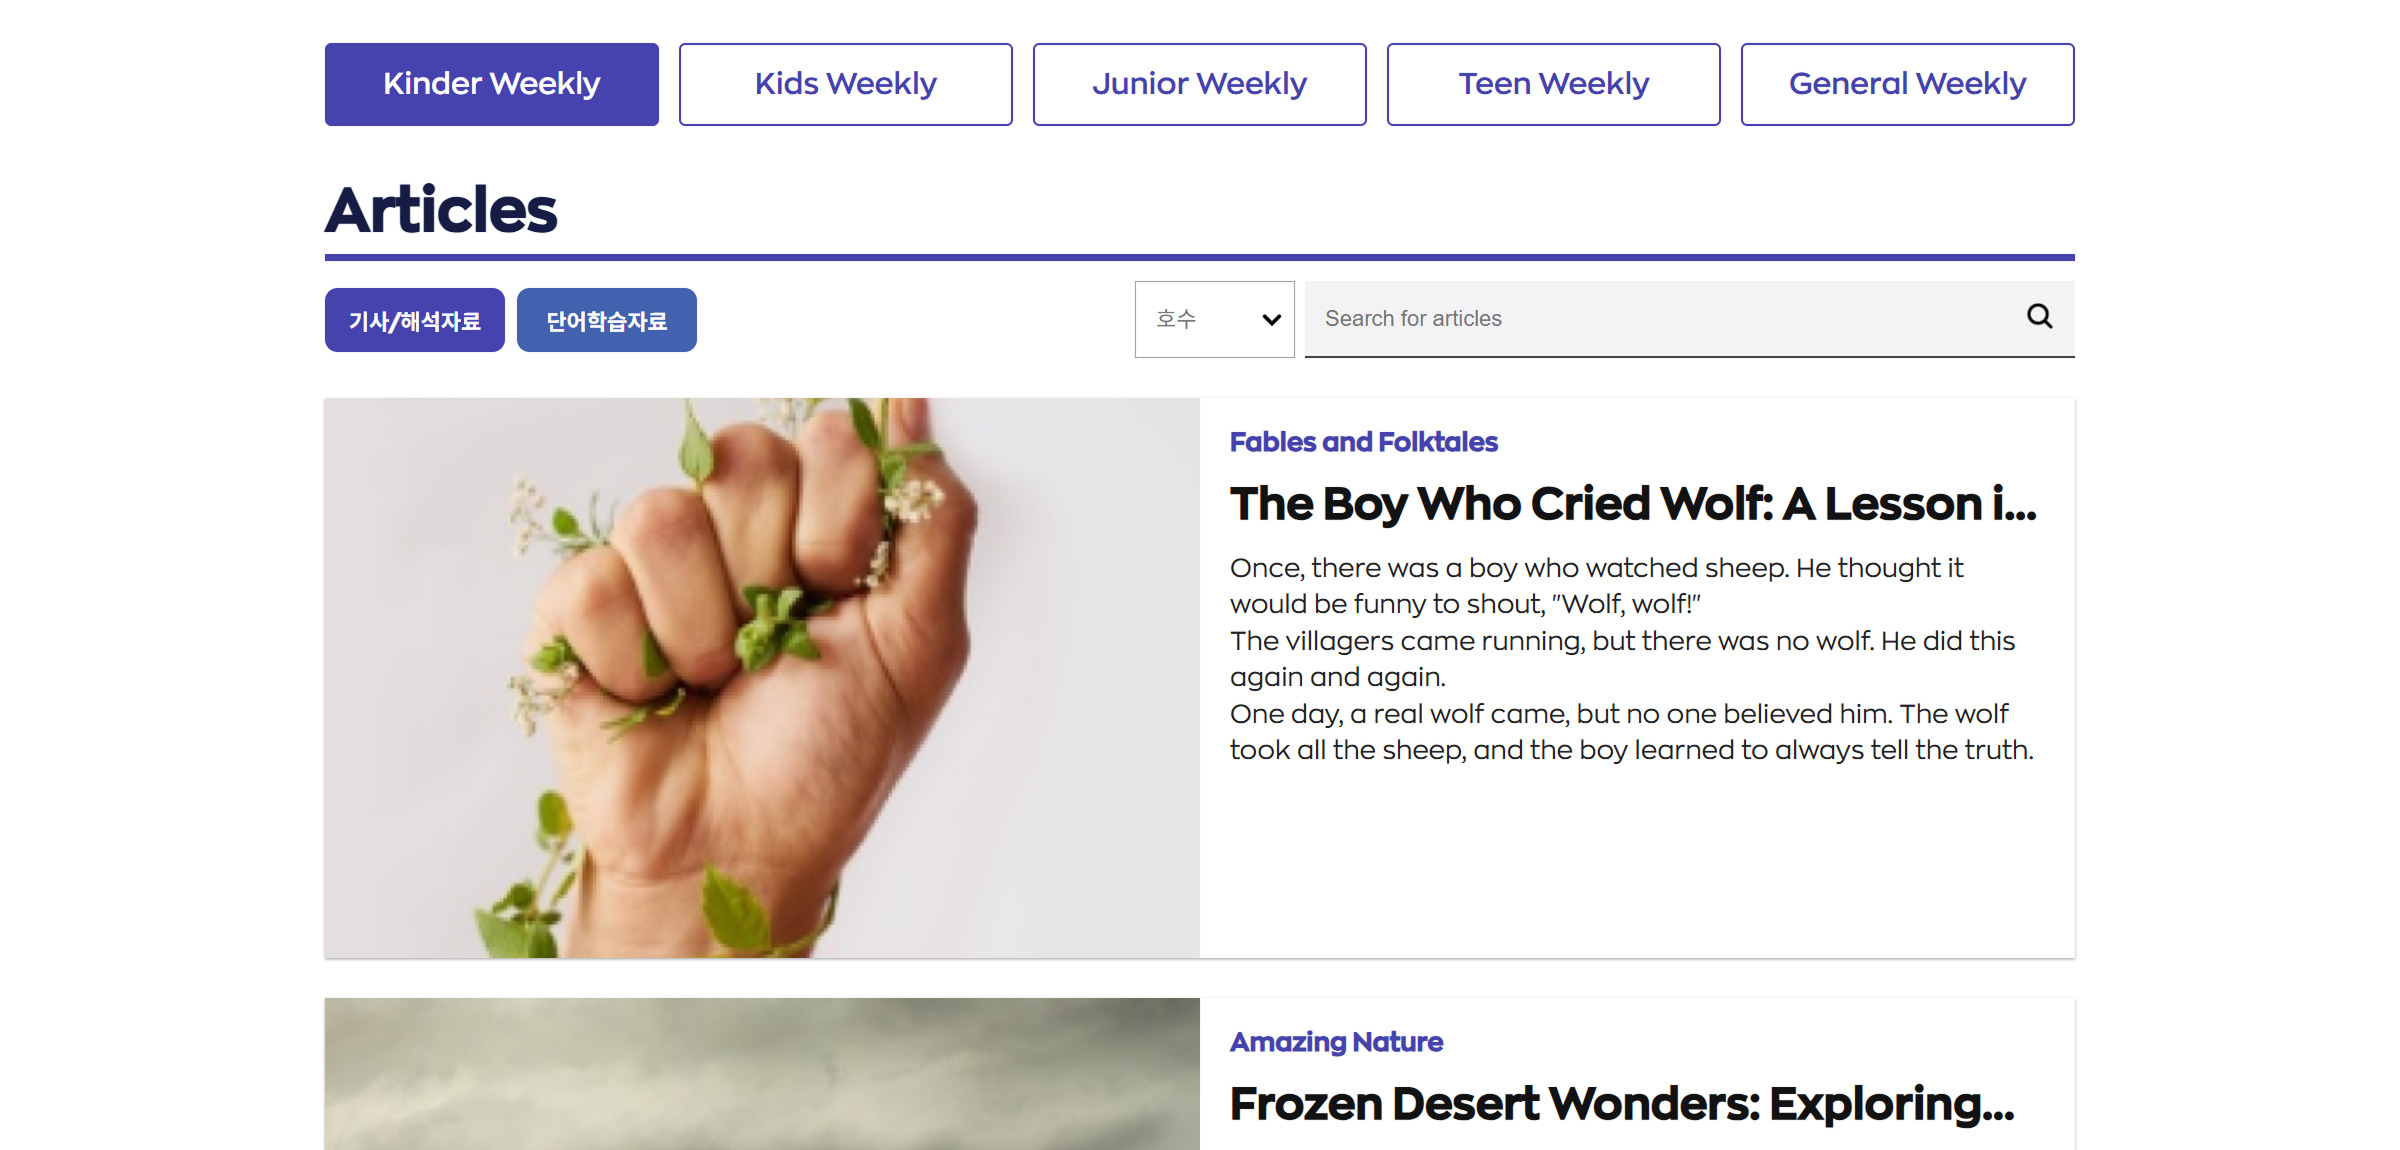 Kinder Weekly
Kids Weekly
Junior Weekly
Teen Weekly
General Weekly
Articles
기사/해석자료
단어학습자료
호수
Search for articles
Fables and Folktales
The Boy Who Cried Wolf: A Lesson i...
Once, there was a boy who watched sheep. He thought it
would be funny to shout, "Wolf, wolf!"
The villagers came running, but there was no wolf. He did this
again and again.
One day, a real wolf came, but no one believed him. The wolf
took all the sheep, and the boy learned to always tell the truth.
Amazing Nature
Frozen Desert Wonders: Exploring...